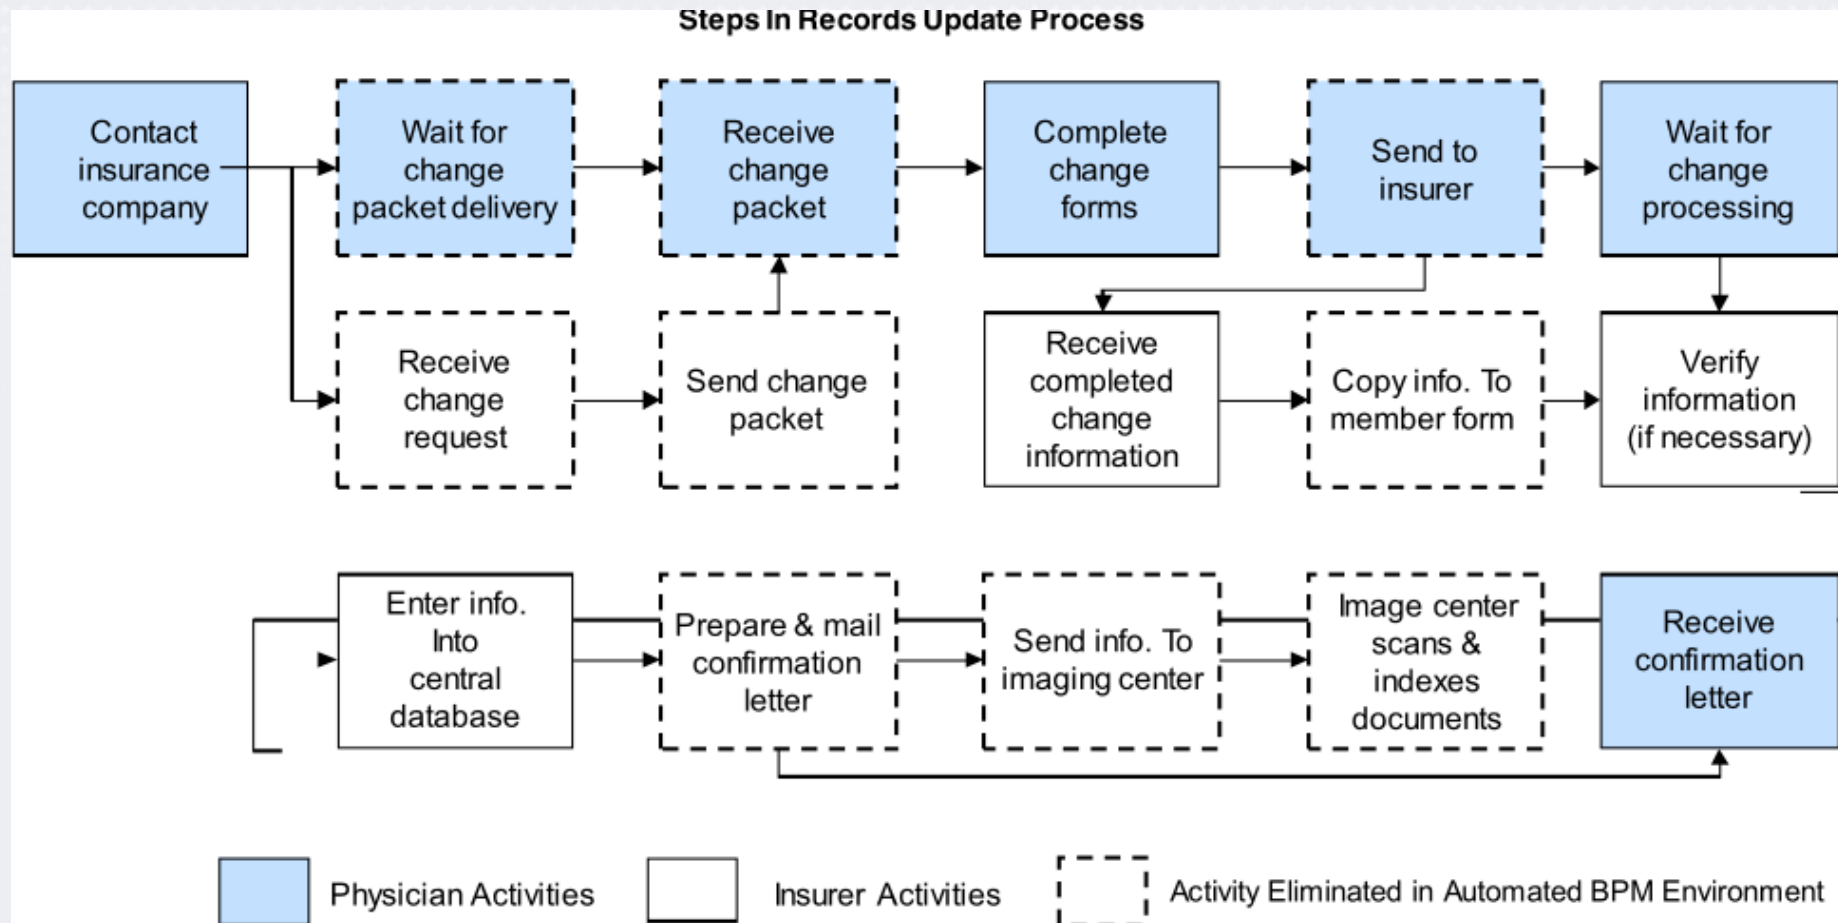 Steps In Records Update Process
Contact
insurance
company
Wait for
change
packet delivery
Receive
change
packet
Complete
change
forms
Send to
insurer
Wait for
change
processing
Receive
change
request
Send change
packet
Receive
completed
change
information
Copy info. To
member form
Verify
information
(if necessary)
Enter info.
Into
central
database
Prepare & mail
confirmation
letter
Send info. To
imaging center
Image center
scans &
indexes
documents
Receive
confirmation
letter
Physician Activities
Insurer Activities
Activity Eliminated in Automated BPM Environment